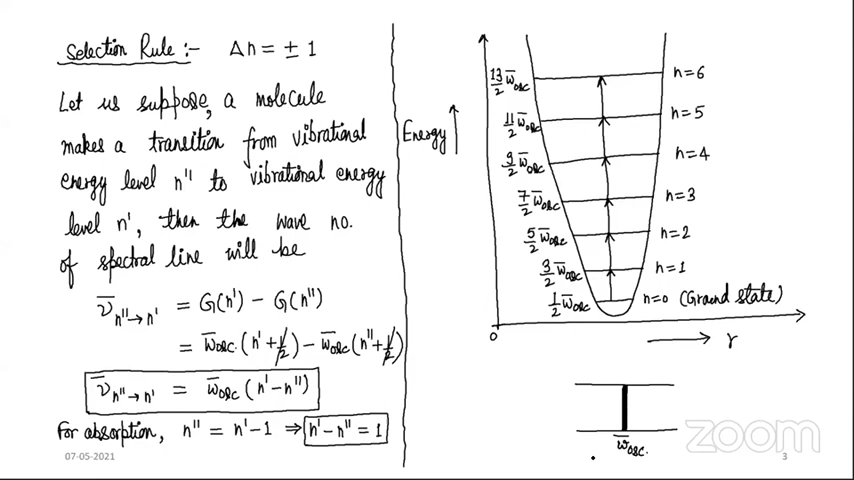 Selection Rule :- Δn = ± 1
Let us suppose, a molecule
makes a transition from vibrational
energy level n'' to vibrational energy
level n', then the wave no.
of spectral line will be
ν̅ n''→n' = G(n') − G(n'')
= ω̅osc. (n' + 1/2) − ω̅osc (n'' + 1/2)
ν̅ n''→n' = ω̅osc (n' − n'')
For absorption, n'' = n' − 1 ⇒ n' − n'' = 1
07-05-2021
Energy ↑
13/2 ω̅osc n=6
11/2 ω̅osc n=5
9/2 ω̅osc n=4
7/2 ω̅osc n=3
5/2 ω̅osc n=2
3/2 ω̅osc n=1
1/2 ω̅osc n=0 (Ground state)
0 → r
ω̅osc.
zoom
3